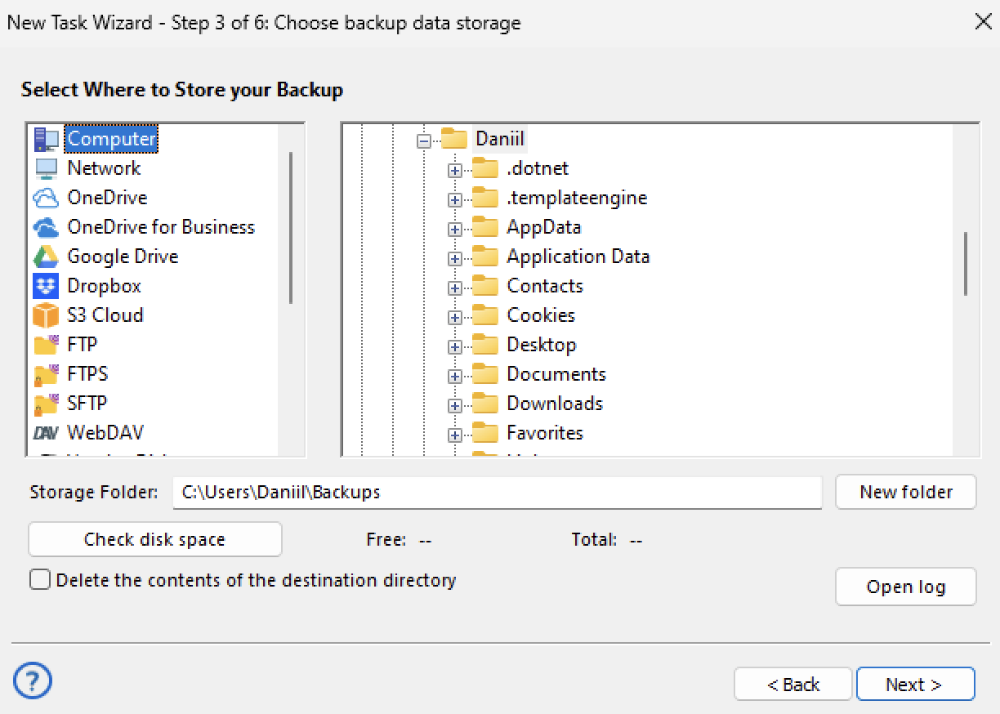 New Task Wizard - Step 3 of 6: Choose backup data storage
Select Where to Store your Backup
Computer
Network
OneDrive
OneDrive for Business
Google Drive
Dropbox
S3 Cloud
FTP
FTPS
SFTP
DAV WebDAV
Daniil
.dotnet
.templateengine
AppData
Application Data
Contacts
Cookies
Desktop
Documents
Downloads
Favorites
Storage Folder: C:\Users\Daniil\Backups New folder
Check disk space Free: -- Total: --
Delete the contents of the destination directory
Open log
? < Back Next >